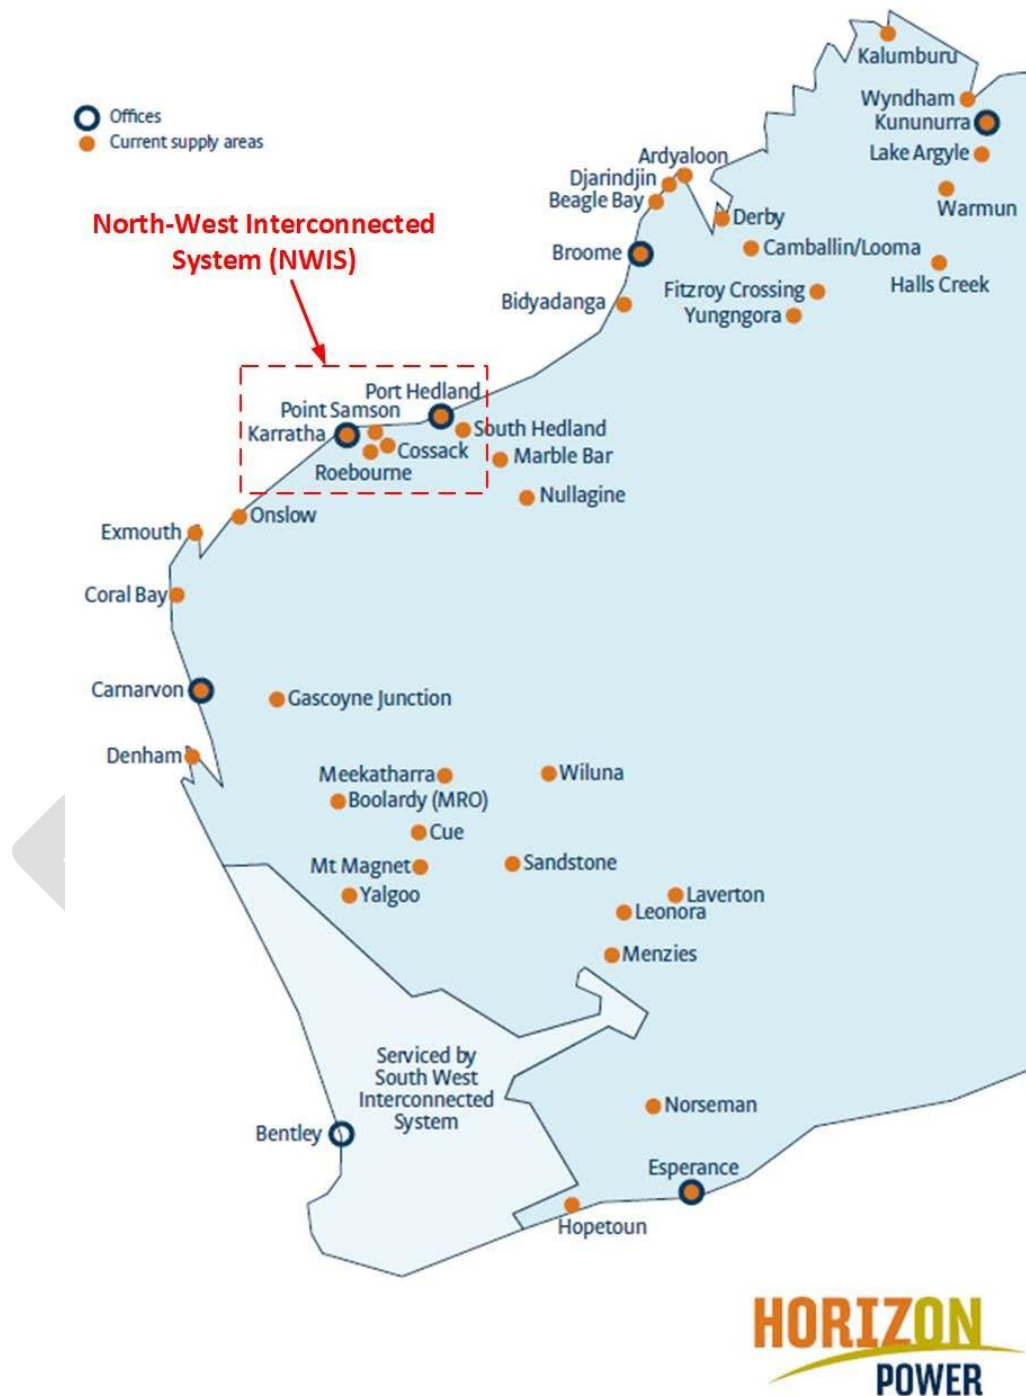 Kalumburu
Offices
Current supply areas
Wyndham
Kununurra
Lake Argyle
Warmun
Ardyaloon
Djarindjin
Beagle Bay
Derby
North-West Interconnected
System (NWIS)
Broome
Camballin/Looma
Halls Creek
Bidyadanga
Fitzroy Crossing
Yungngora
Port Hedland
Point Samson
Karratha
South Hedland
Cossack
Marble Bar
Roebourne
Nullagine
Onslow
Exmouth
Coral Bay
Carnarvon
Gascoyne Junction
Denham
Meekatharra
Wiluna
Boolardy (MRO)
Cue
Mt Magnet
Sandstone
Yalgoo
Laverton
Leonora
Menzies
Serviced by
South West
Interconnected
System
Norseman
Bentley
Esperance
Hopetoun
HORIZON
POWER